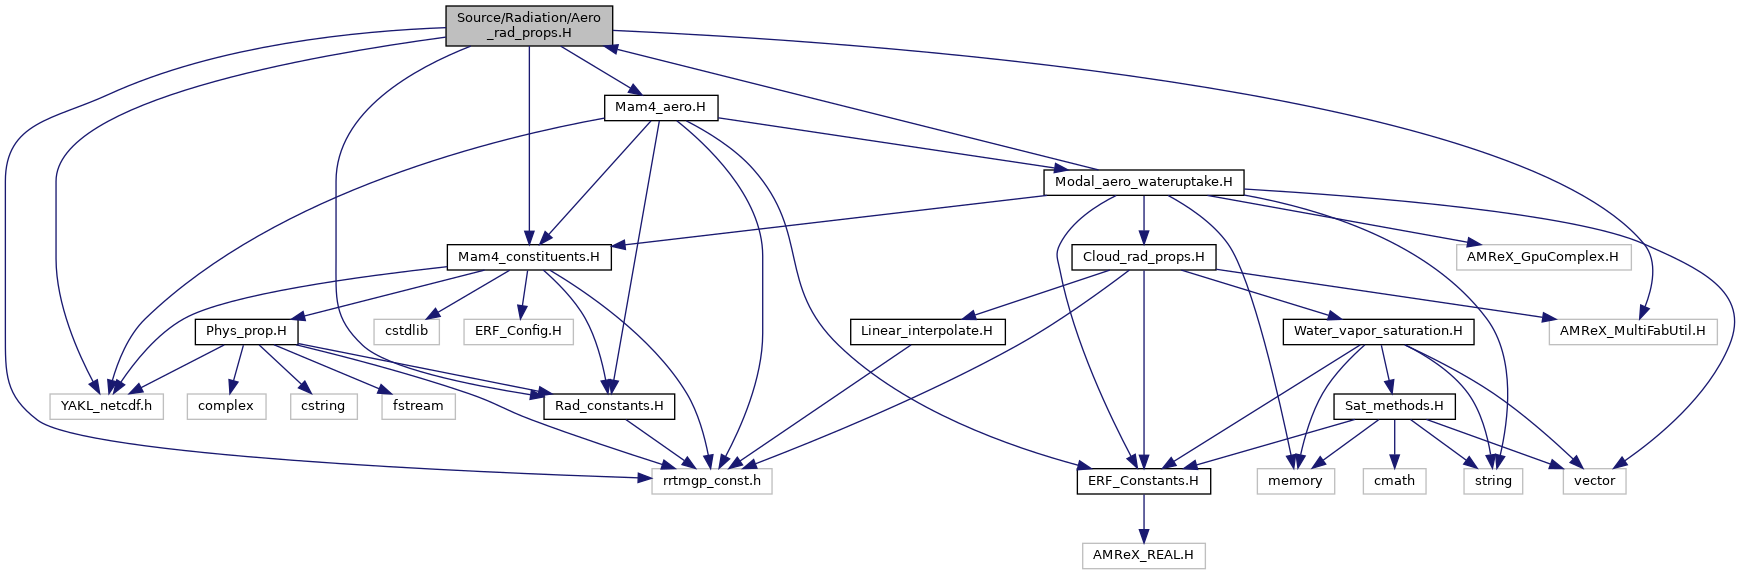 Source/Radiation/Aero
_rad_props.H
Mam4_aero.H
Modal_aero_wateruptake.H
Mam4_constituents.H
Cloud_rad_props.H
AMReX_GpuComplex.H
Phys_prop.H
cstdlib
ERF_Config.H
Linear_interpolate.H
Water_vapor_saturation.H
AMReX_MultiFabUtil.H
YAKL_netcdf.h
complex
cstring
fstream
Rad_constants.H
Sat_methods.H
rrtmgp_const.h
ERF_Constants.H
memory
cmath
string
vector
AMReX_REAL.H